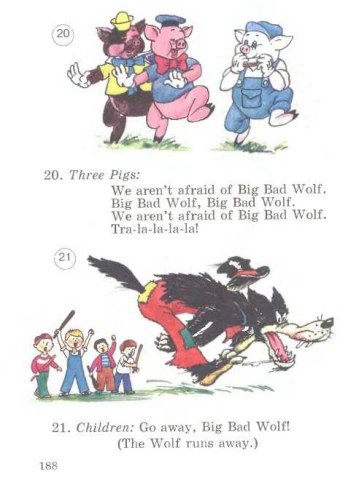 20
20. Three Pigs:
We aren't afraid of Big Bad Wolf.
Big Bad Wolf, Big Bad Wolf.
We aren't afraid of Big Bad Wolf.
Tra-la-la-la-la!
21
21. Children: Go away, Big Bad Wolf!
(The Wolf runs away.)
188